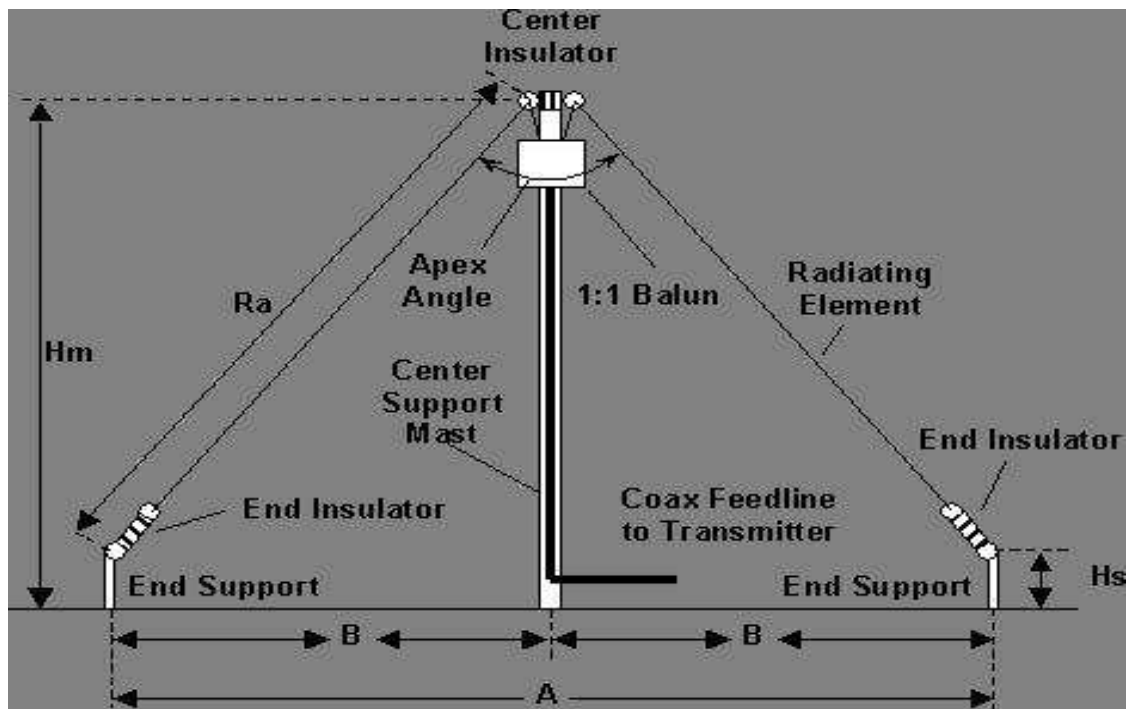 Center
Insulator
Hm
Ra
Apex
Angle
1:1 Balun
Radiating
Element
Center
Support
Mast
End Insulator
End Insulator
Coax Feedline
to Transmitter
End Support
End Support
Hs
B
B
A